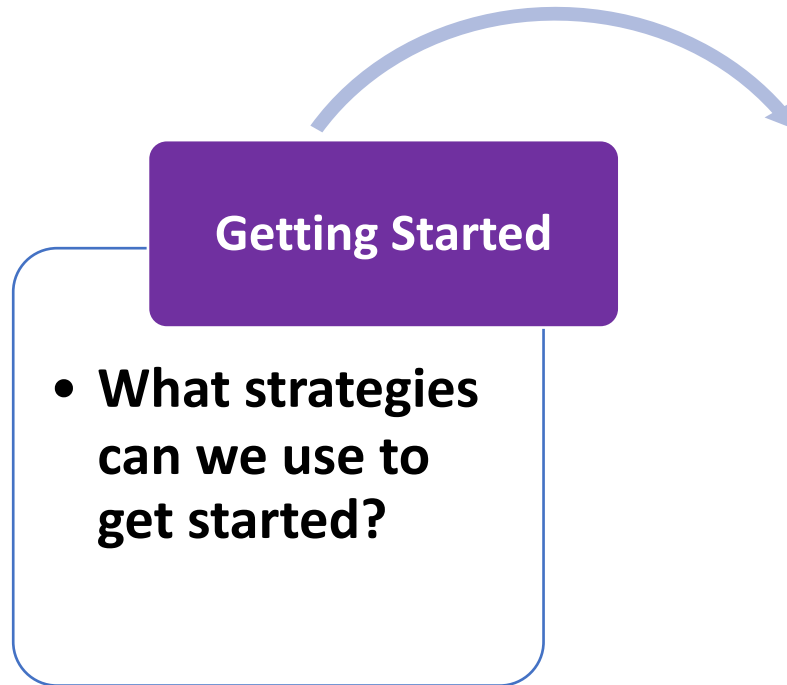 Getting Started
• What strategies
can we use to
get started?